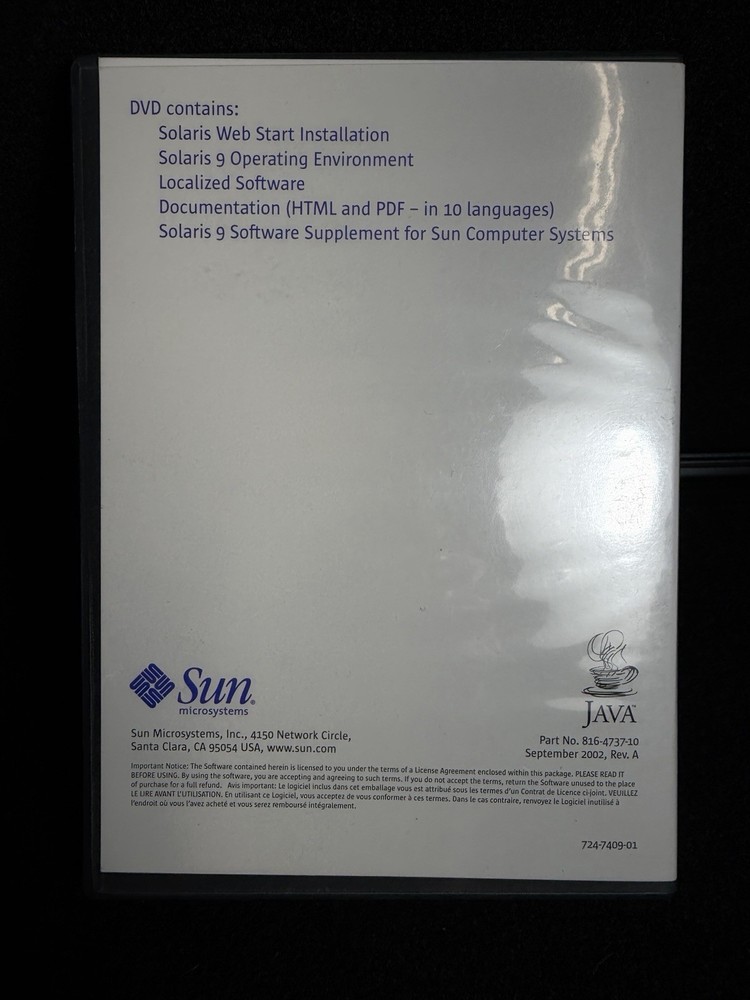 DVD contains:
Solaris Web Start Installation
Solaris 9 Operating Environment
Localized Software
Documentation (HTML and PDF – in 10 languages)
Solaris 9 Software Supplement for Sun Computer Systems
Sun®
microsystems
JAVA™
Sun Microsystems, Inc., 4150 Network Circle,
Santa Clara, CA 95054 USA, www.sun.com
Part No. 816-4737-10
September 2002, Rev. A
Important Notice: The Software contained herein is licensed to you under the terms of a License Agreement enclosed within this package. PLEASE READ IT
BEFORE USING. By using the software, you are accepting and agreeing to such terms. If you do not accept the terms, return the Software unused to the place
of purchase for a full refund. Avis important: Le logiciel inclus dans cet emballage vous est attribué sous les termes d'un Contrat de Licence ci-joint. VEUILLEZ
LE LIRE AVANT L'UTILISATION. En utilisant ce Logiciel, vous acceptez de vous conformer à ces termes. Dans le cas contraire, renvoyez le Logiciel inutilisé à
l'endroit où vous l'avez acheté et vous serez remboursé intégralement.
724-7409-01